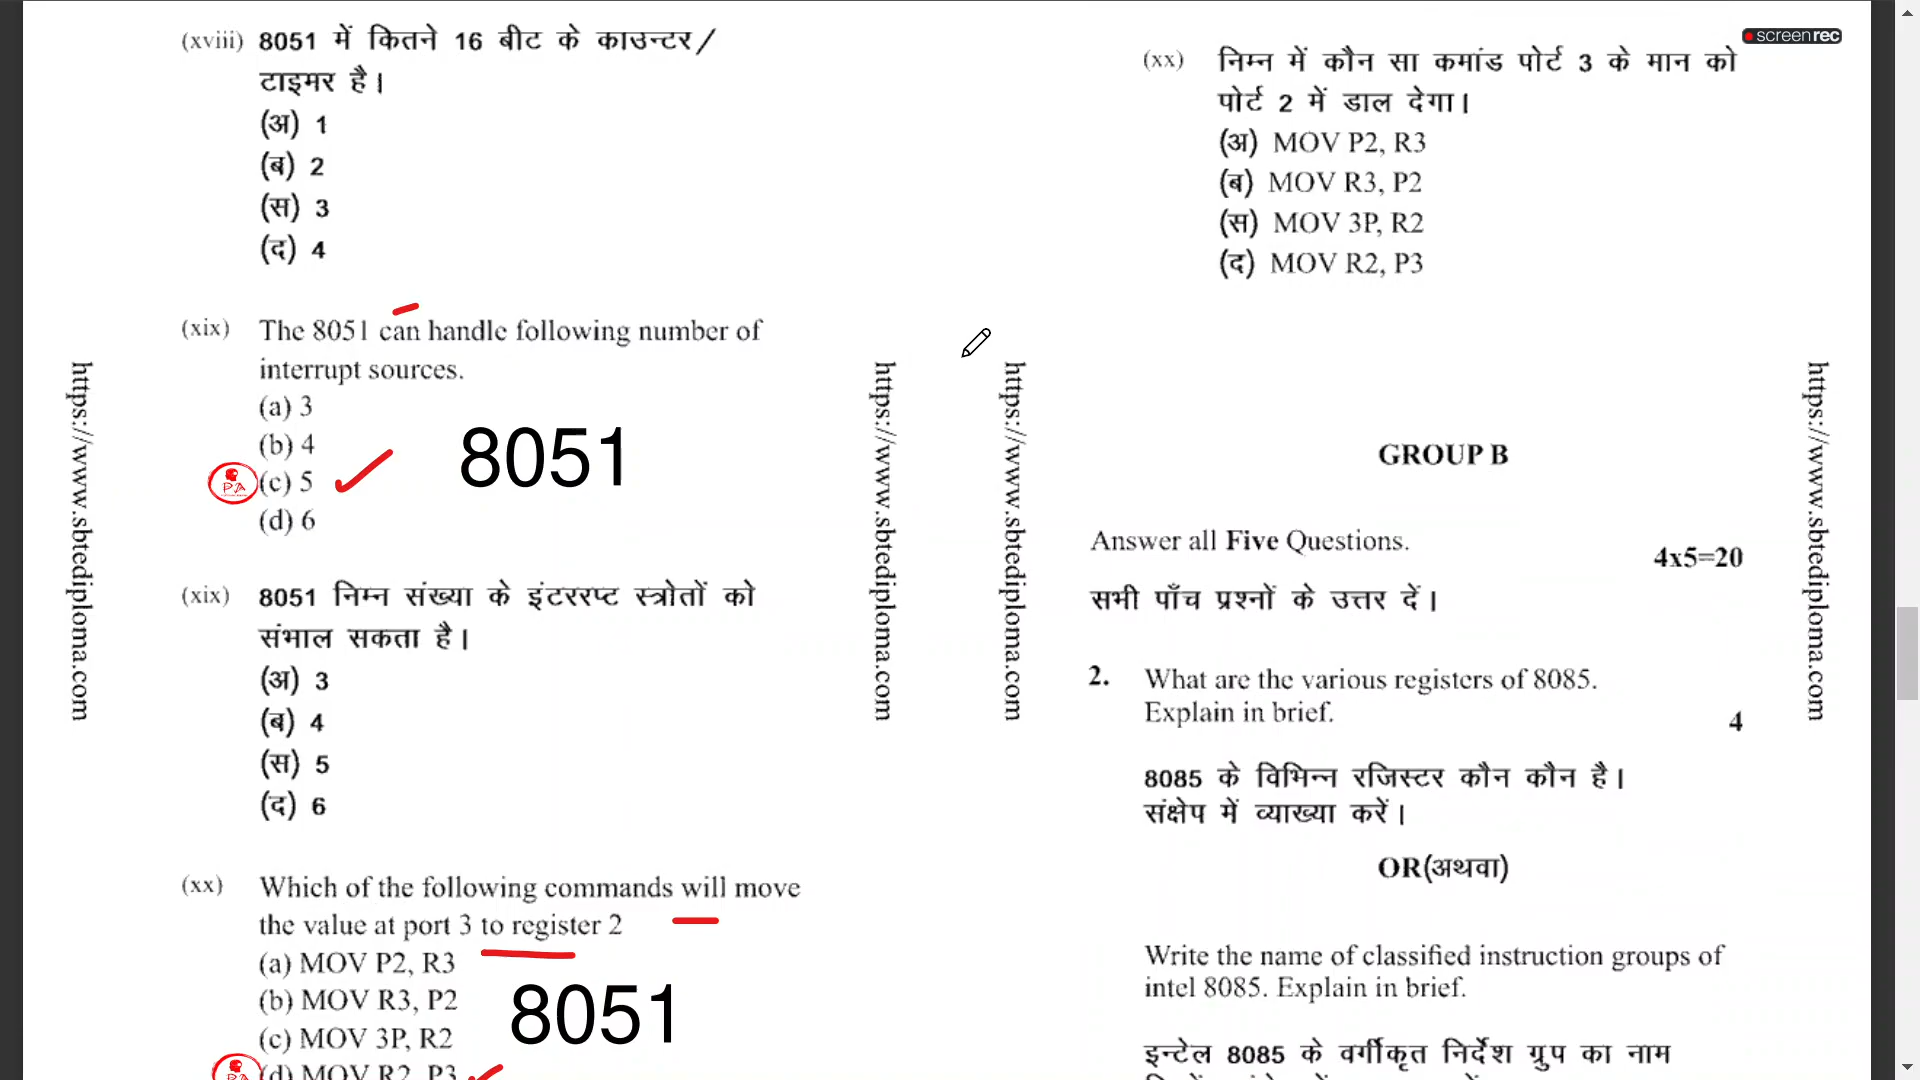 (xviii) 8051 में कितने 16 बीट के काउन्टर/
टाइमर है।
(अ) 1
(ब) 2
(स) 3
(द) 4
(xix) The 8051 can handle following number of
interrupt sources.
(a) 3
(b) 4
(c) 5
(d) 6
8051
PA
(xix) 8051 निम्न संख्या के इंटररप्ट स्त्रोतों को
संभाल सकता है।
(अ) 3
(ब) 4
(स) 5
(द) 6
(xx) Which of the following commands will move
the value at port 3 to register 2
(a) MOV P2, R3
(b) MOV R3, P2
(c) MOV 3P, R2
(d) MOV R2, P3
8051
https://www.sbtediploma.com
https://www.sbtediploma.com
screenrec
(xx) निम्न में कौन सा कमांड पोर्ट 3 के मान को
पोर्ट 2 में डाल देगा।
(अ) MOV P2, R3
(ब) MOV R3, P2
(स) MOV 3P, R2
(द) MOV R2, P3
GROUP B
Answer all Five Questions.
4x5=20
सभी पाँच प्रश्नों के उत्तर दें।
2. What are the various registers of 8085.
Explain in brief.
4
8085 के विभिन्न रजिस्टर कौन कौन है।
संक्षेप में व्याख्या करें।
OR(अथवा)
Write the name of classified instruction groups of
intel 8085. Explain in brief.
इन्टेल 8085 के वर्गीकृत निर्देश ग्रुप का नाम
https://www.sbtediploma.com
https://www.sbtediploma.com